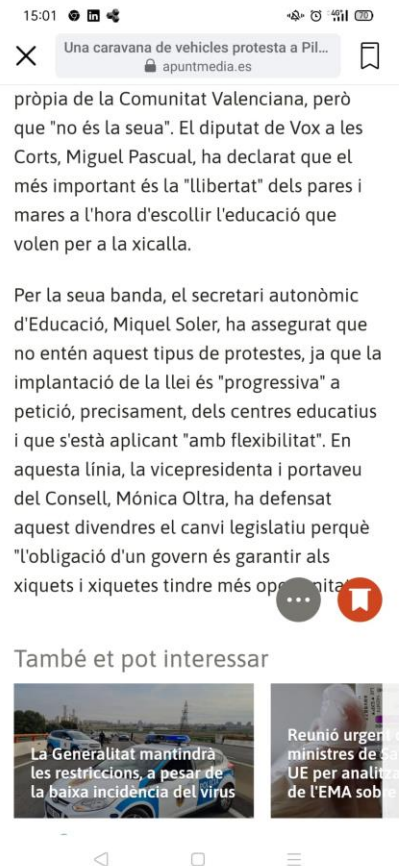 15:01
70
Una caravana de vehicles protesta a Pil...
apuntmedia.es
pròpia de la Comunitat Valenciana, però
que "no és la seua". El diputat de Vox a les
Corts, Miguel Pascual, ha declarat que el
més important és la "llibertat" dels pares i
mares a l'hora d'escollir l'educació que
volen per a la xicalla.
Per la seua banda, el secretari autonòmic
d'Educació, Miquel Soler, ha assegurat que
no entén aquest tipus de protestes, ja que la
implantació de la llei és "progressiva" a
petició, precisament, dels centres educatius
i que s'està aplicant "amb flexibilitat". En
aquesta línia, la vicepresidenta i portaveu
del Consell, Mónica Oltra, ha defensat
aquest divendres el canvi legislatiu perquè
"l'obligació d'un govern és garantir als
xiquets i xiquetes tindre més
També et pot interessar
La Generalitat mantindrà
les restriccions, a pesar de
la baixa incidència del virus
Reunió urgent
ministres de
UE per
de l'EMA